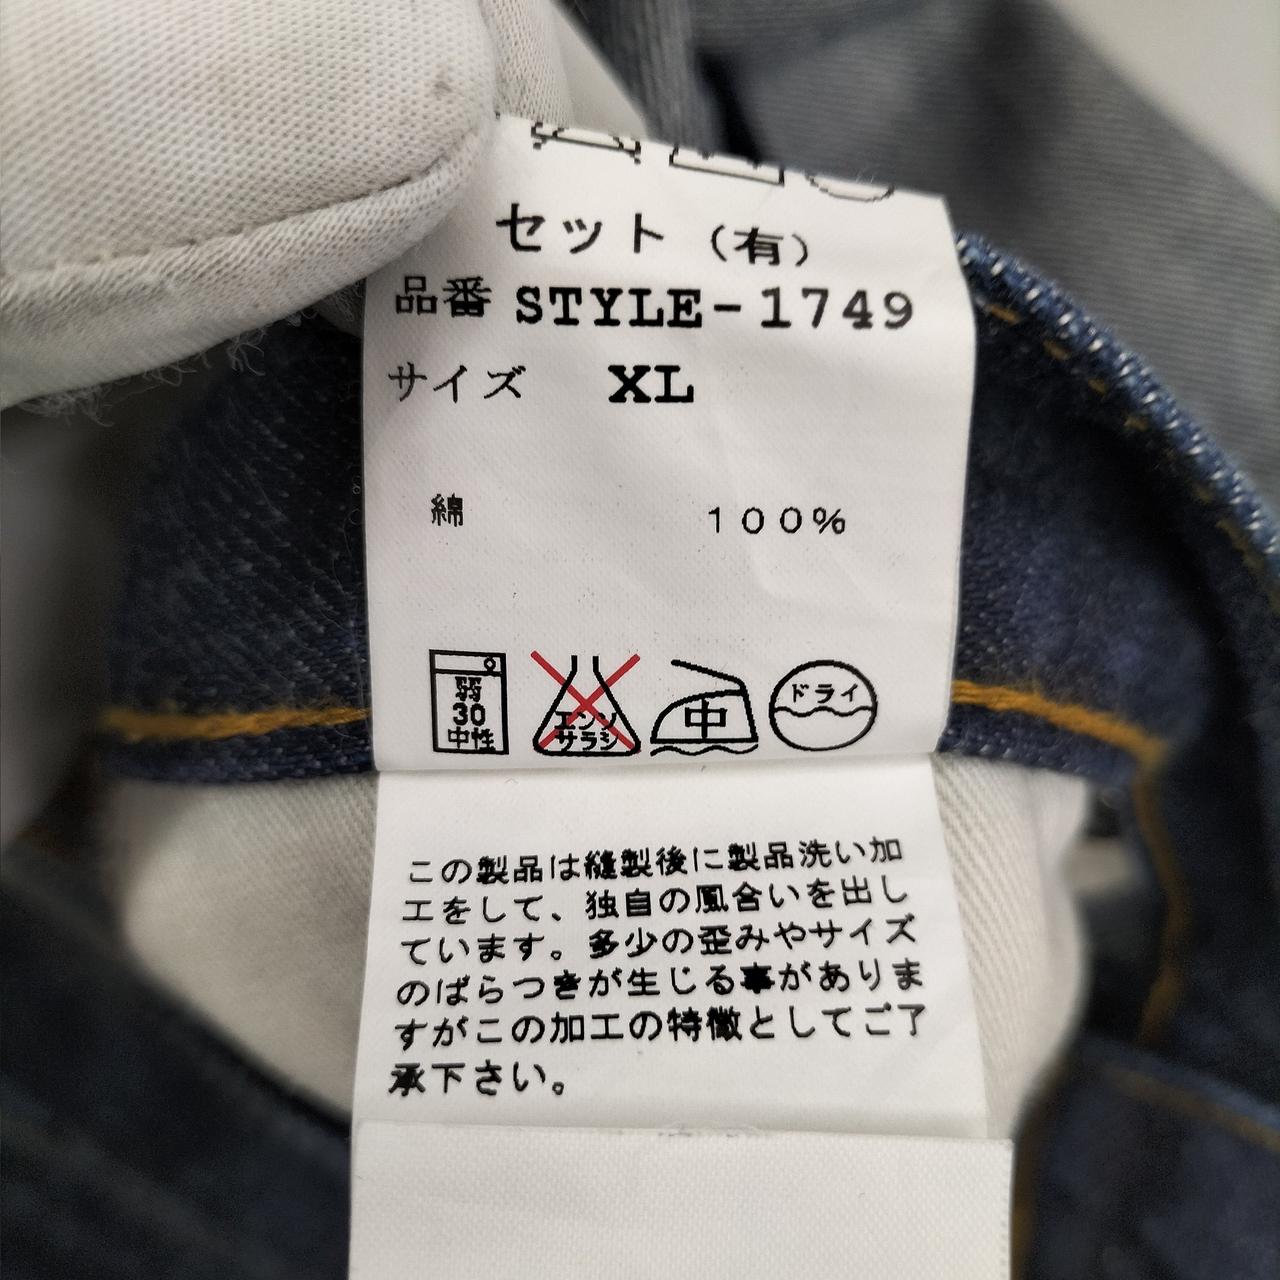 セット（有）
品番 STYLE-1749
サイズ XL
綿 100%
弱
30
中性
エンソ
サラシ
中
ドライ
この製品は縫製後に製品洗い加
工をして、独自の風合いを出し
ています。多少の歪みやサイズ
のばらつきが生じる事がありま
すがこの加工の特徴としてご了
承下さい。